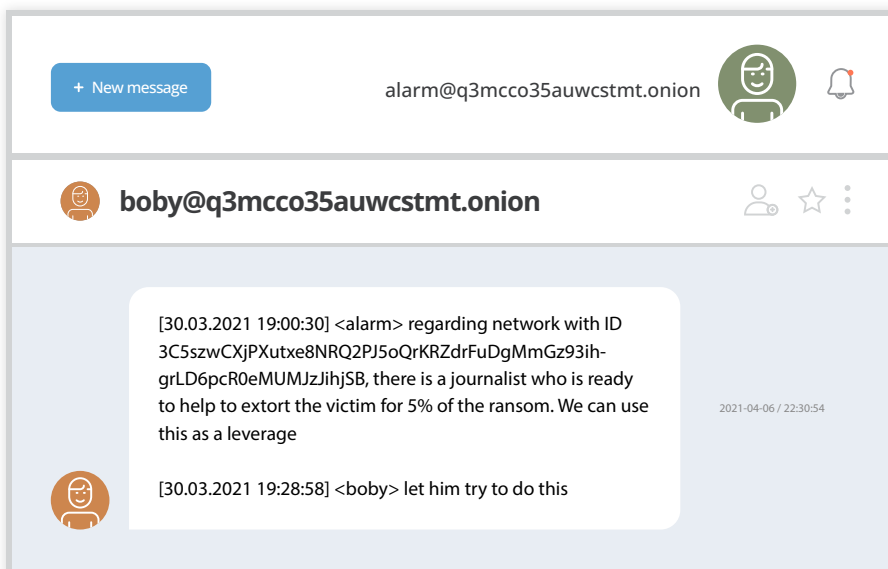 + New message
alarm@q3mcco35auwcstmt.onion
boby@q3mcco35auwcstmt.onion
[30.03.2021 19:00:30] <alarm> regarding network with ID
3C5szwCXjPXutxe8NRQ2PJ5oQrKRZdrFuDgMmGz93ih-
grLD6pcR0eMUMJzJihjSB, there is a journalist who is ready
to help to extort the victim for 5% of the ransom. We can use
this as a leverage
2021-04-06 / 22:30:54
[30.03.2021 19:28:58] <boby> let him try to do this